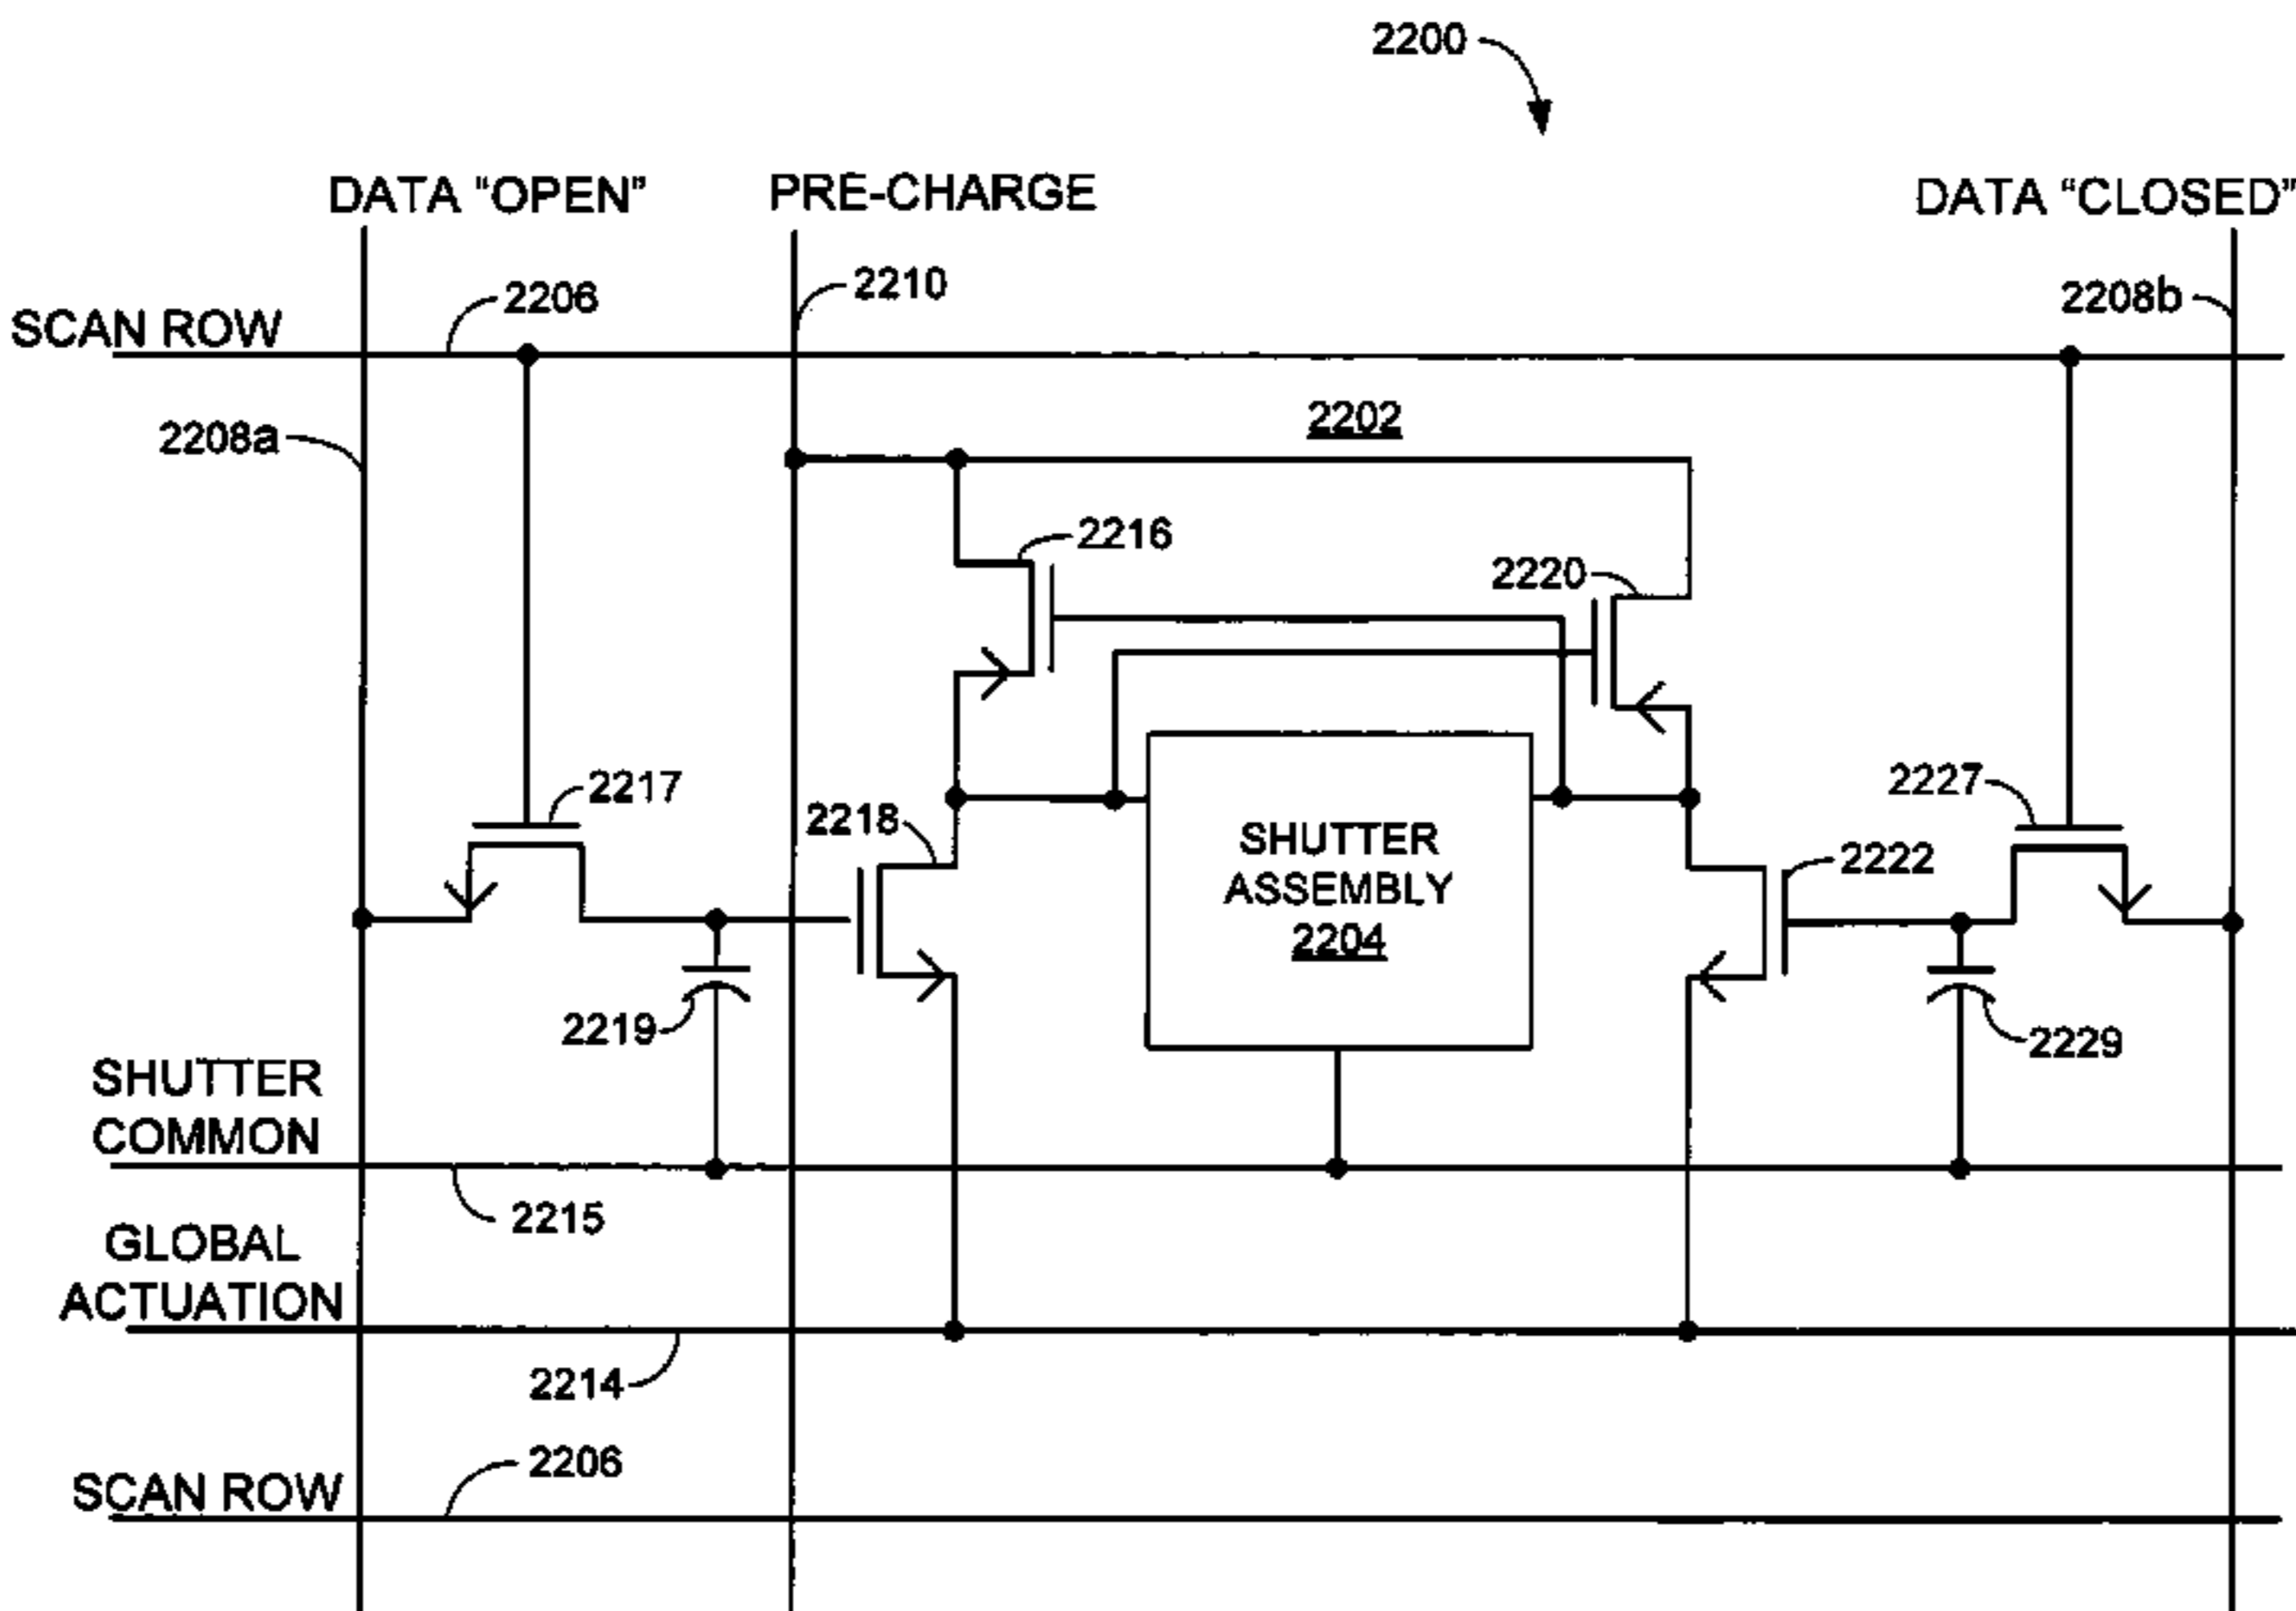 2200
DATA "OPEN"
PRE-CHARGE
DATA "CLOSED"
2210
2206
2208b
SCAN ROW
2202
2208a
2216
2220
2217
2218
2227
2222
SHUTTER
ASSEMBLY
2204
2219
2229
SHUTTER
COMMON
2215
GLOBAL
ACTUATION
2214
2206
SCAN ROW